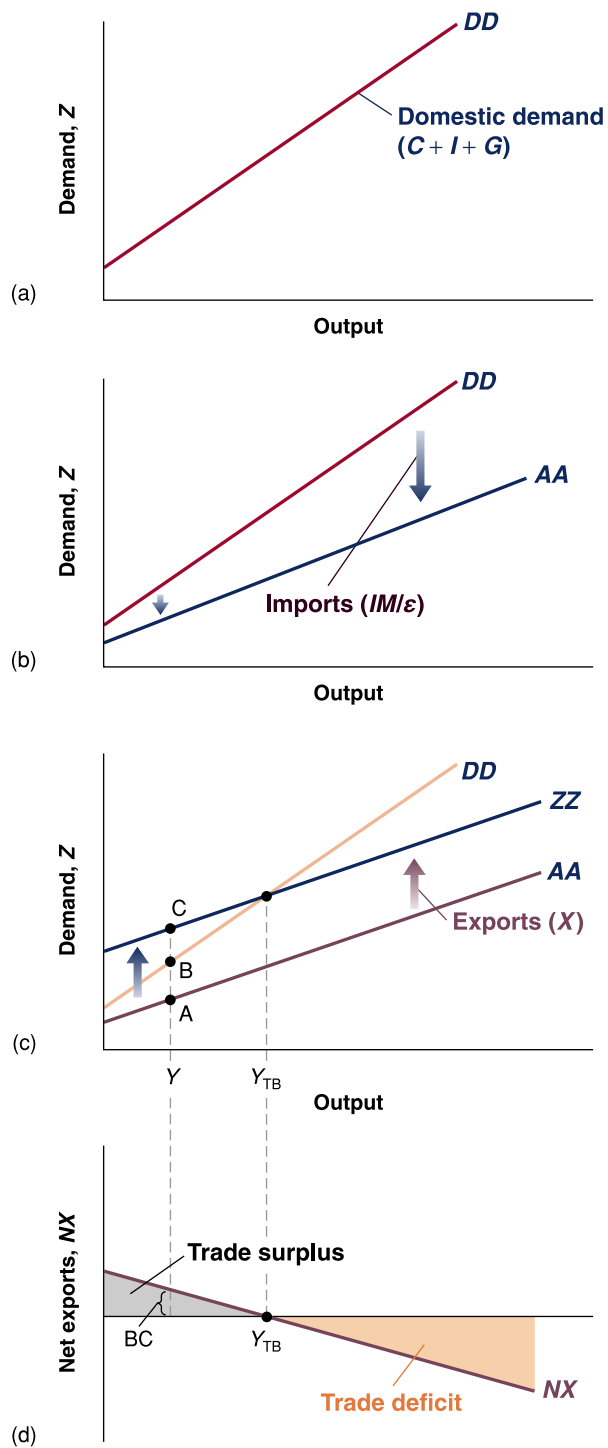 DD
Domestic demand
(C + I + G)
Demand, Z
(a)
Output
DD
AA
Demand, Z
Imports (IM/ε)
(b)
Output
DD
ZZ
AA
Demand, Z
C
B
A
Exports (X)
(c)
Y
YTB
Output
Net exports, NX
Trade surplus
BC
YTB
Trade deficit
NX
(d)